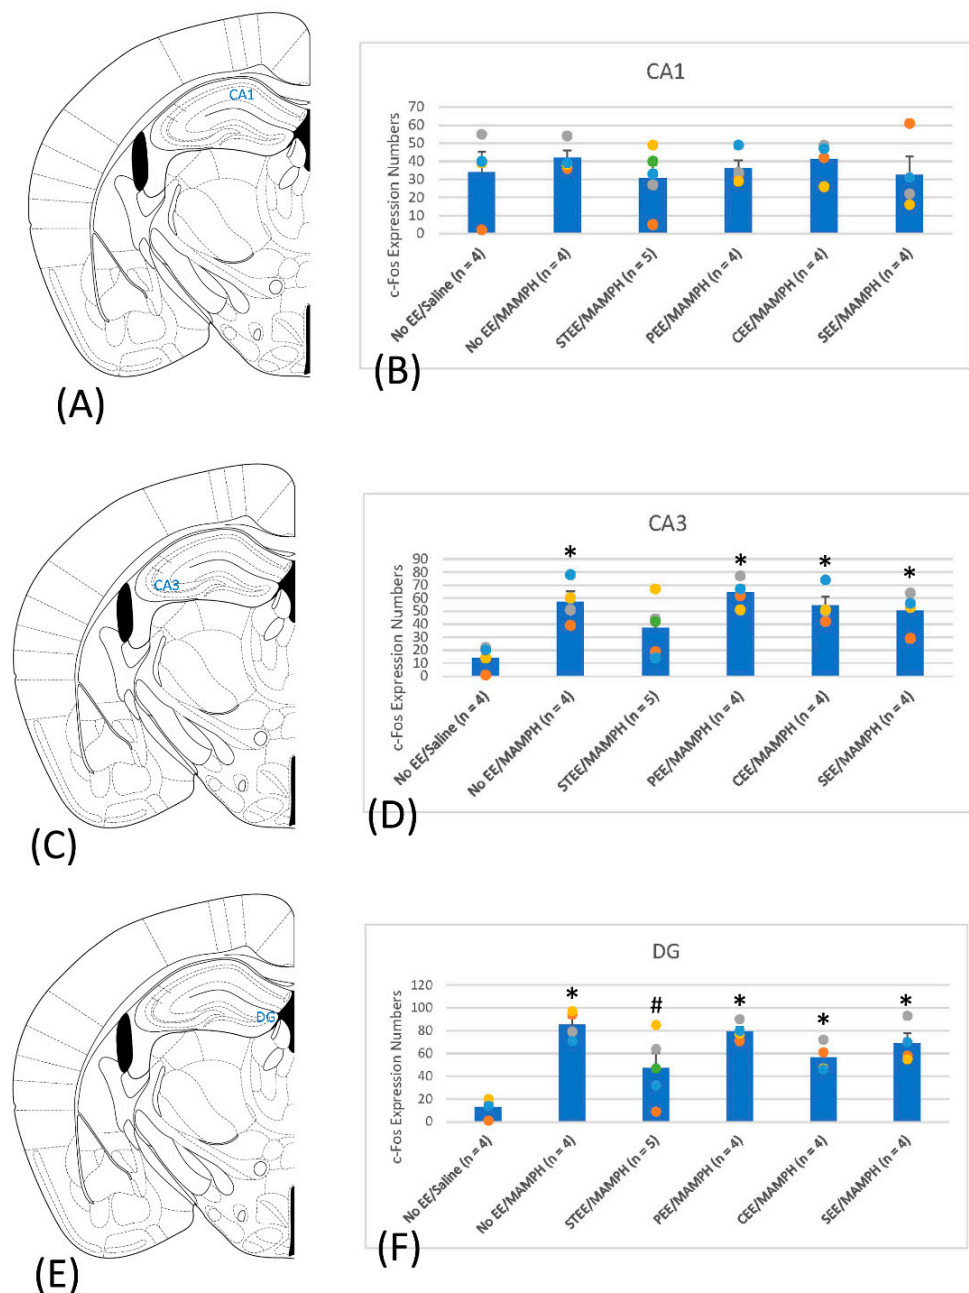 CA1
(A)
CA1
c-Fos Expression Numbers
70
60
50
40
30
20
10
0
No EE/Saline (n = 4)
No EE/MAMPH (n = 4)
STEE/MAMPH (n = 5)
PEE/MAMPH (n = 4)
CEE/MAMPH (n = 4)
SEE/MAMPH (n = 4)
(B)
CA3
(C)
CA3
c-Fos Expression Numbers
90
80
70
60
50
40
30
20
10
0
*
*
*
*
No EE/Saline (n = 4)
No EE/MAMPH (n = 4)
STEE/MAMPH (n = 5)
PEE/MAMPH (n = 4)
CEE/MAMPH (n = 4)
SEE/MAMPH (n = 4)
(D)
DG
(E)
DG
c-Fos Expression Numbers
120
100
80
60
40
20
0
*
#
*
*
*
No EE/Saline (n = 4)
No EE/MAMPH (n = 4)
STEE/MAMPH (n = 5)
PEE/MAMPH (n = 4)
CEE/MAMPH (n = 4)
SEE/MAMPH (n = 4)
(F)